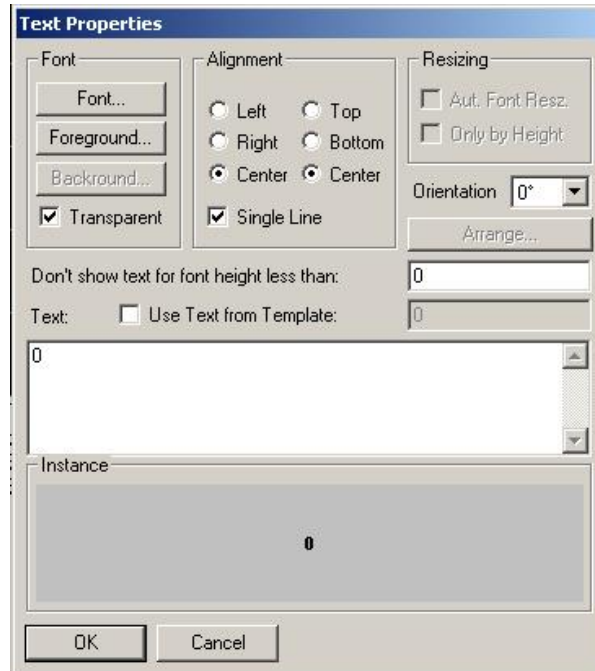 Text Properties
Font
Font...
Foreground...
Backround...
Transparent
Alignment
Left
Top
Right
Bottom
Center
Center
Single Line
Resizing
Aut. Font Resz.
Only by Height
Orientation 0°
Arrange...
Don't show text for font height less than: 0
Text: Use Text from Template: 0
0
Instance
0
OK Cancel